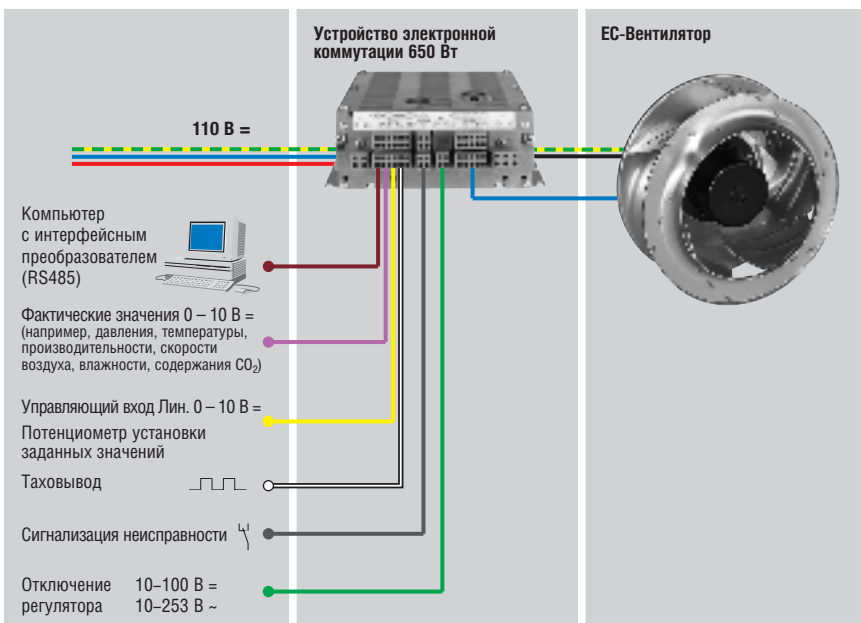 Устройство электронной
коммутации 650 Вт
ЕС-Вентилятор
110 В =
Компьютер
с интерфейсным
преобразователем
(RS485)
Фактические значения 0 – 10 В =
(например, давления, температуры,
производительности, скорости
воздуха, влажности, содержания CO₂)
Управляющий вход Лин. 0 – 10 В =
Потенциометр установки
заданных значений
Таховывод
Сигнализация неисправности
Отключение 10–100 В =
регулятора 10–253 В ~